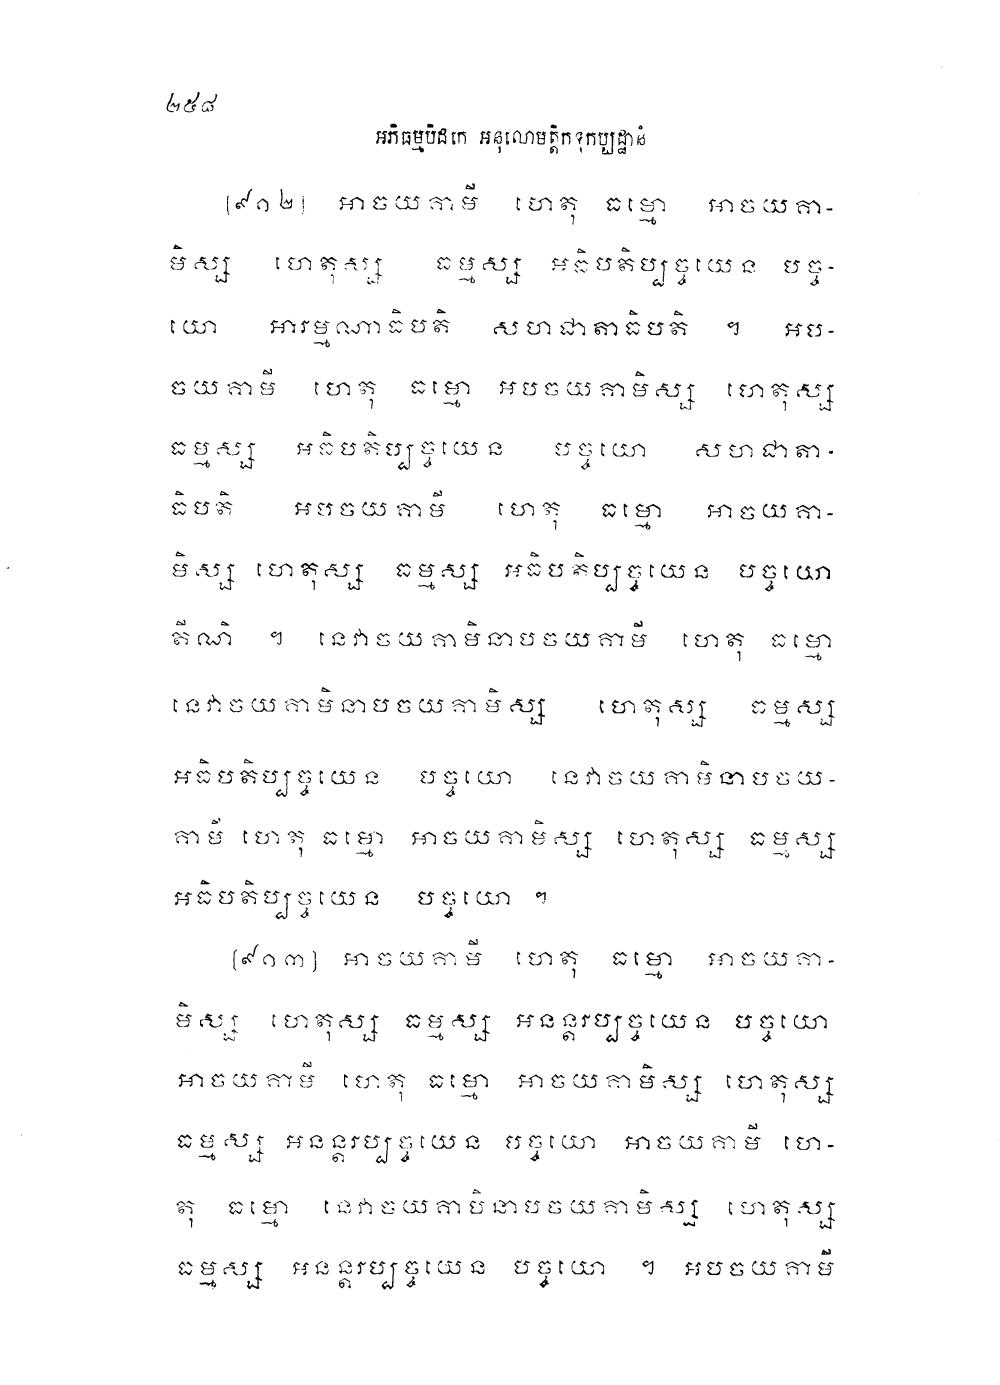 ២៥៨
អភិធម្មបិដកេ អនុលោមត្តិកទុកប្បដ្ឋានំ
[៩១២] អាចយគាមី ហេតុ ធម្មោ អាចយគា-
មិស្ស ហេតុស្ស ធម្មស្ស អធិបតិប្បច្ចយេន បច្ច-
យោ អារម្មណាធិបតិ សហជាតាធិបតិ ។ អប-
ចយគាមី ហេតុ ធម្មោ អបចយគាមិស្ស ហេតុស្ស
ធម្មស្ស អធិបតិប្បច្ចយេន បច្ចយោ សហជាតា-
ធិបតិ អបចយគាមី ហេតុ ធម្មោ អាចយគា-
មិស្ស ហេតុស្ស ធម្មស្ស អធិបតិប្បច្ចយេន បច្ចយោ
តីណិ ។ នេវាចយគាមិនាបចយគាមី ហេតុ ធម្មោ
នេវាចយគាមិនាបចយគាមិស្ស ហេតុស្ស ធម្មស្ស
អធិបតិប្បច្ចយេន បច្ចយោ នេវាចយគាមិនាបចយ-
គាមី ហេតុ ធម្មោ អាចយគាមិស្ស ហេតុស្ស ធម្មស្ស
អធិបតិប្បច្ចយេន បច្ចយោ ។
[៩១៣] អាចយគាមី ហេតុ ធម្មោ អាចយគា-
មិស្ស ហេតុស្ស ធម្មស្ស អនន្តរប្បច្ចយេន បច្ចយោ
អាចយគាមី ហេតុ ធម្មោ អាចយគាមិស្ស ហេតុស្ស
ធម្មស្ស អនន្តរប្បច្ចយេន បច្ចយោ អាចយគាមី ហេ-
តុ ធម្មោ នេវាចយគាមិនាបចយគាមិស្ស ហេតុស្ស
ធម្មស្ស អនន្តរប្បច្ចយេន បច្ចយោ ។ អបចយគាមី